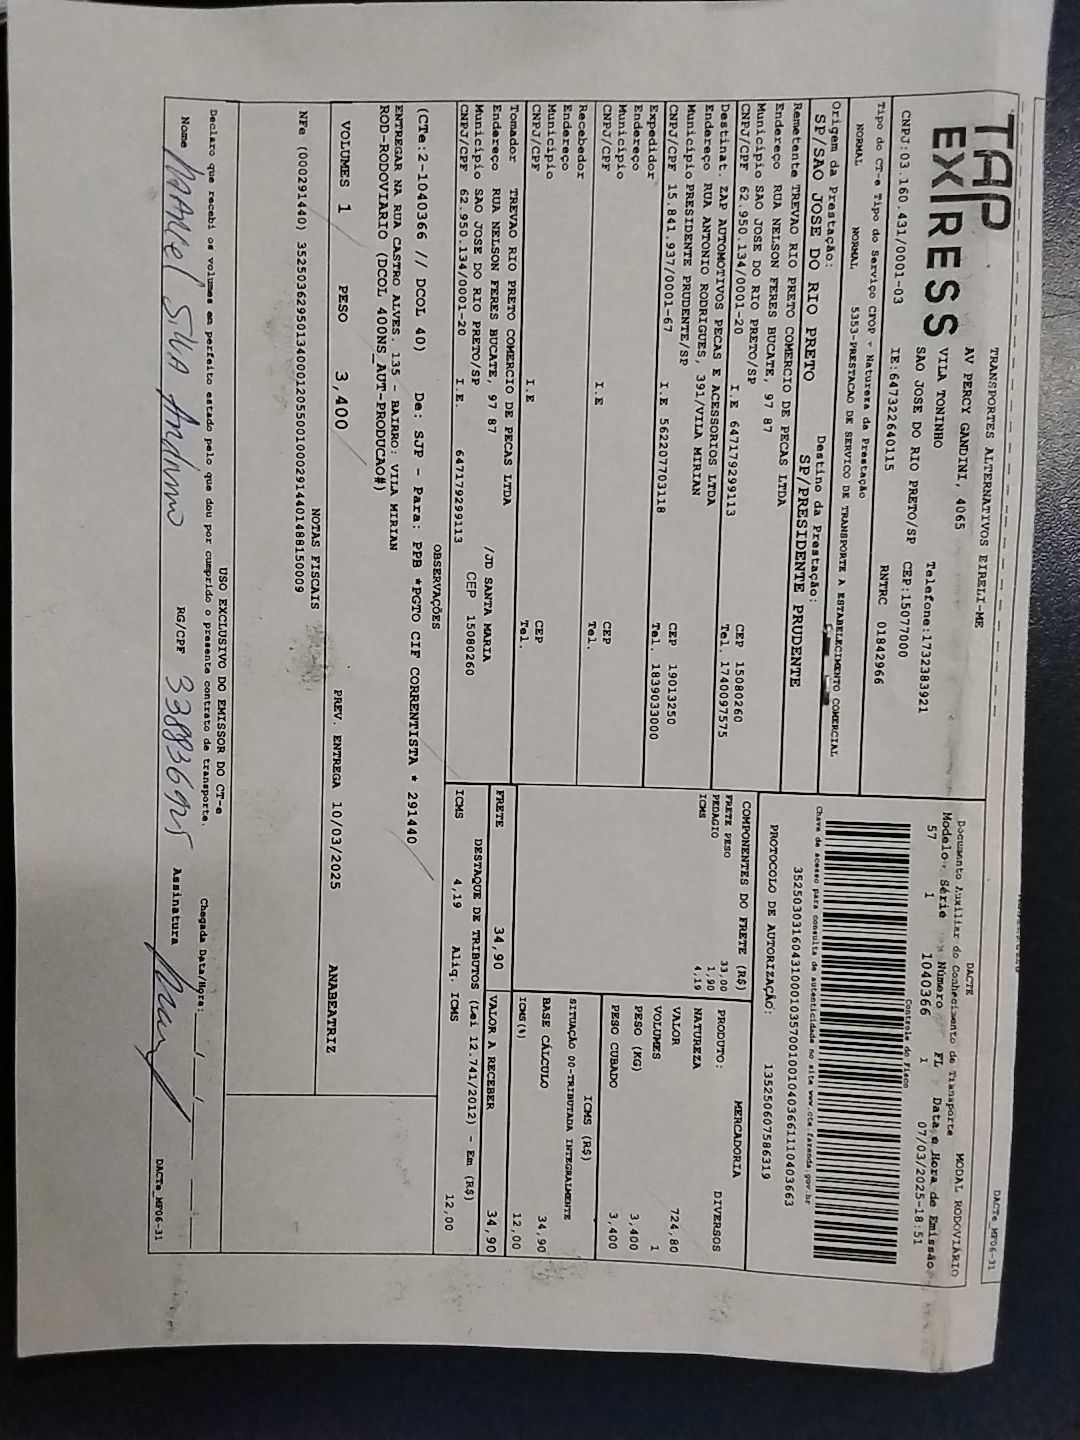 DACTe_MF06-31
TAP
EXPRESS
TRANSPORTES ALTERNATIVOS EIRELI-ME
AV PERCY GANDINI, 4065
VILA TONINHO Telefone:1732383921
SAO JOSE DO RIO PRETO/SP CEP:15077000
CNPJ:03.160.431/0001-03 IE:647322640115 RNTRC 01842966
DACTE MODAL RODOVIÁRIO
Documento Auxiliar do Conhecimento de Transporte
Modelo Série Número FL Data e Hora de Emissão
57 1 1040366 1 07/03/2025-18:51
Controle do Fisco
Tipo do CT-e Tipo do Serviço CFOP - Natureza da Prestação
NORMAL NORMAL 5353-PRESTACAO DE SERVICO DE TRANSPORTE A ESTABELECIMENTO COMERCIAL
Chave de acesso para consulta de autenticidade no site www.cte.fazenda.gov.br
35250303160431000103570010010403661110403663
PROTOCOLO DE AUTORIZAÇÃO: 135250607586319
Origem da Prestação: Destino da Prestação:
SP/SAO JOSE DO RIO PRETO SP/PRESIDENTE PRUDENTE
Remetente TREVAO RIO PRETO COMERCIO DE PECAS LTDA
Endereço RUA NELSON FERES BUCATE, 97 87
Município SAO JOSE DO RIO PRETO/SP CEP 15080260
CNPJ/CPF 62.950.134/0001-20 I.E 647179299113 Tel. 1740097575
Destinat. ZAP AUTOMOTIVOS PECAS E ACESSORIOS LTDA
Endereço RUA ANTONIO RODRIGUES, 391/VILA MIRIAN
Município PRESIDENTE PRUDENTE/SP CEP 19013250
CNPJ/CPF 15.841.937/0001-67 I.E 562207703118 Tel. 1839033000
Expedidor
Endereço
Município CEP
CNPJ/CPF I.E Tel.
Recebedor
Endereço
Município CEP
CNPJ/CPF I.E Tel.
Tomador TREVAO RIO PRETO COMERCIO DE PECAS LTDA
Endereço RUA NELSON FERES BUCATE, 97 87 /JD SANTA MARIA
Município SAO JOSE DO RIO PRETO/SP CEP 15080260
CNPJ/CPF 62.950.134/0001-20 I.E. 647179299113
COMPONENTES DO FRETE (R$)
FRETE PESO 33,00
PEDAGIO 1,90
ICMS 4,19
MERCADORIA
PRODUTO: DIVERSOS
NATUREZA
VALOR 724,80
VOLUMES 1
PESO (KG) 3,400
PESO CUBADO 3,400
ICMS (R$)
SITUAÇÃO 00-TRIBUTADA INTEGRALMENTE
BASE CÁLCULO 34,90
ICMS(%) 12,00
FRETE 34,90 VALOR A RECEBER 34,90
DESTAQUE DE TRIBUTOS (Lei 12.741/2012) - Em (R$)
ICMS 4,19 Aliq. ICMS 12,00
OBSERVAÇÕES
(CTe:2-1040366 // DCOL 40) De: SJP - Para: PPB *PGTO CIF CORRENTISTA * 291440
ENTREGAR NA RUA CASTRO ALVES. 135 - BAIRRO: VILA MIRIAN
ROD-RODOVIARIO (DCOL 400NS_AUT-PRODUCAO#)
VOLUMES 1 PESO 3,400 PREV. ENTREGA 10/03/2025 ANABEATRIZ
NOTAS FISCAIS
NFe (000291440) 35250362950134000120550010002914401488150009
USO EXCLUSIVO DO EMISSOR DO CT-e
Declaro que recebi os volumes em perfeito estado pelo que dou por cumprido o presente contrato de transporte. Chegada Data/Hora: __/__/____ __:__
Nome Silva RG/CPF Assinatura
DACTe_MF06-31